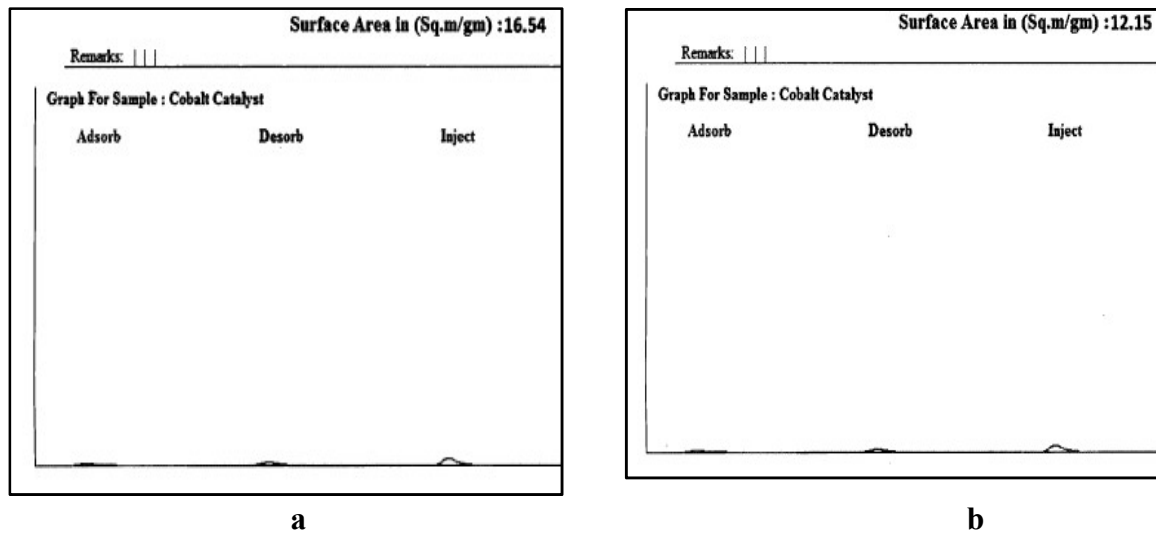 Surface Area in (Sq.m/gm) :16.54
Remarks: | | |
Graph For Sample : Cobalt Catalyst
Adsorb Desorb Inject
a
Surface Area in (Sq.m/gm) :12.15
Remarks: | | |
Graph For Sample : Cobalt Catalyst
Adsorb Desorb Inject
b